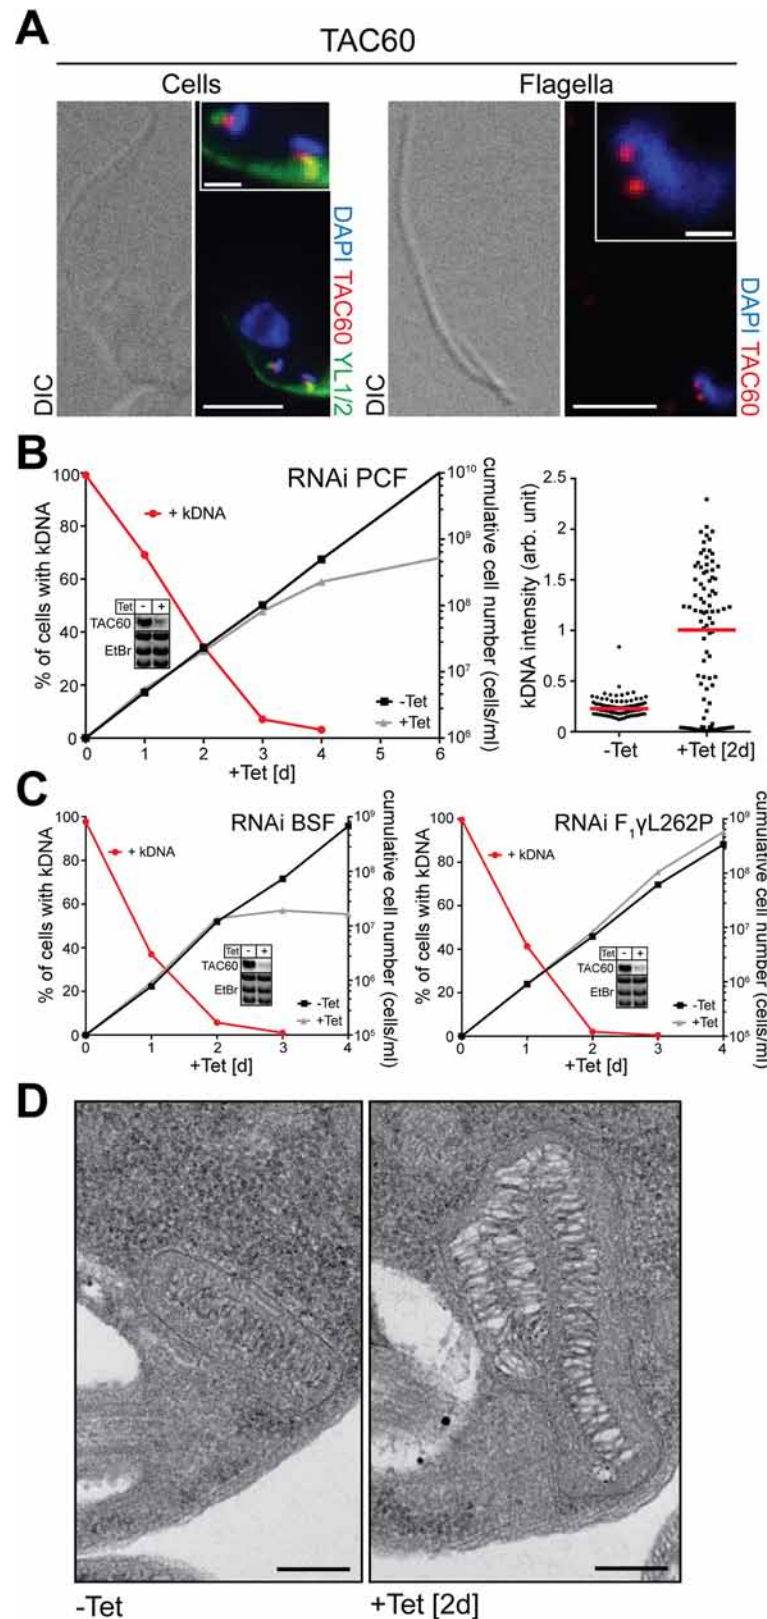 A
TAC60
Cells
Flagella
DIC
DAPI TAC60 YL1/2
DIC
DAPI TAC60
B
RNAi PCF
+ kDNA
% of cells with kDNA
100
80
60
40
20
0
0 1 2 3 4 5 6
+Tet [d]
10^10
10^9
10^8
10^7
10^6
cumulative cell number (cells/ml)
Tet - +
TAC60
EtBr
-Tet
+Tet
kDNA intensity (arb. unit)
2.5
2
1.5
1
0.5
0
-Tet +Tet [2d]
C
RNAi BSF
+ kDNA
% of cells with kDNA
100
80
60
40
20
0
0 1 2 3 4
+Tet [d]
10^9
10^8
10^7
10^6
10^5
cumulative cell number (cells/ml)
Tet - +
TAC60
EtBr
-Tet
+Tet
RNAi F₁γL262P
+ kDNA
% of cells with kDNA
100
80
60
40
20
0
0 1 2 3 4
+Tet [d]
10^9
10^8
10^7
10^6
10^5
cumulative cell number (cells/ml)
Tet - +
TAC60
EtBr
-Tet
+Tet
D
-Tet
+Tet [2d]